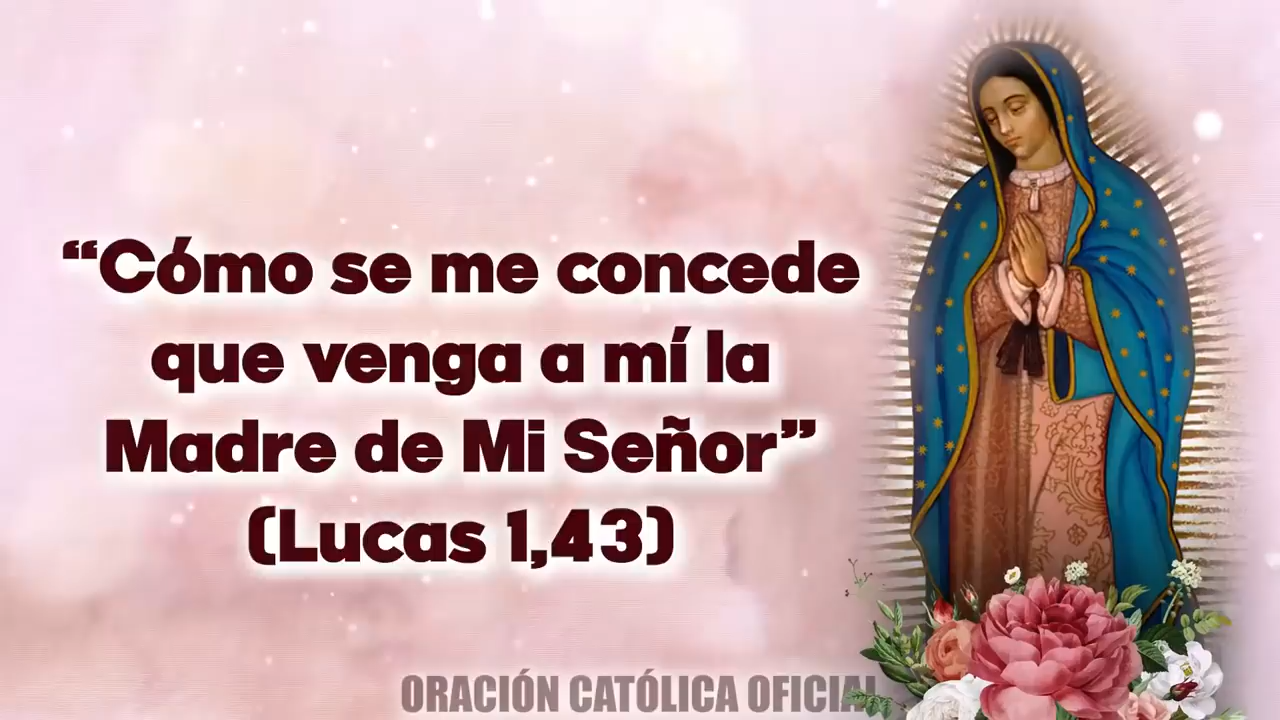 “Cómo se me concede
que venga a mí la
Madre de Mi Señor”
(Lucas 1,43)
ORACIÓN CATÓLICA OFICIAL